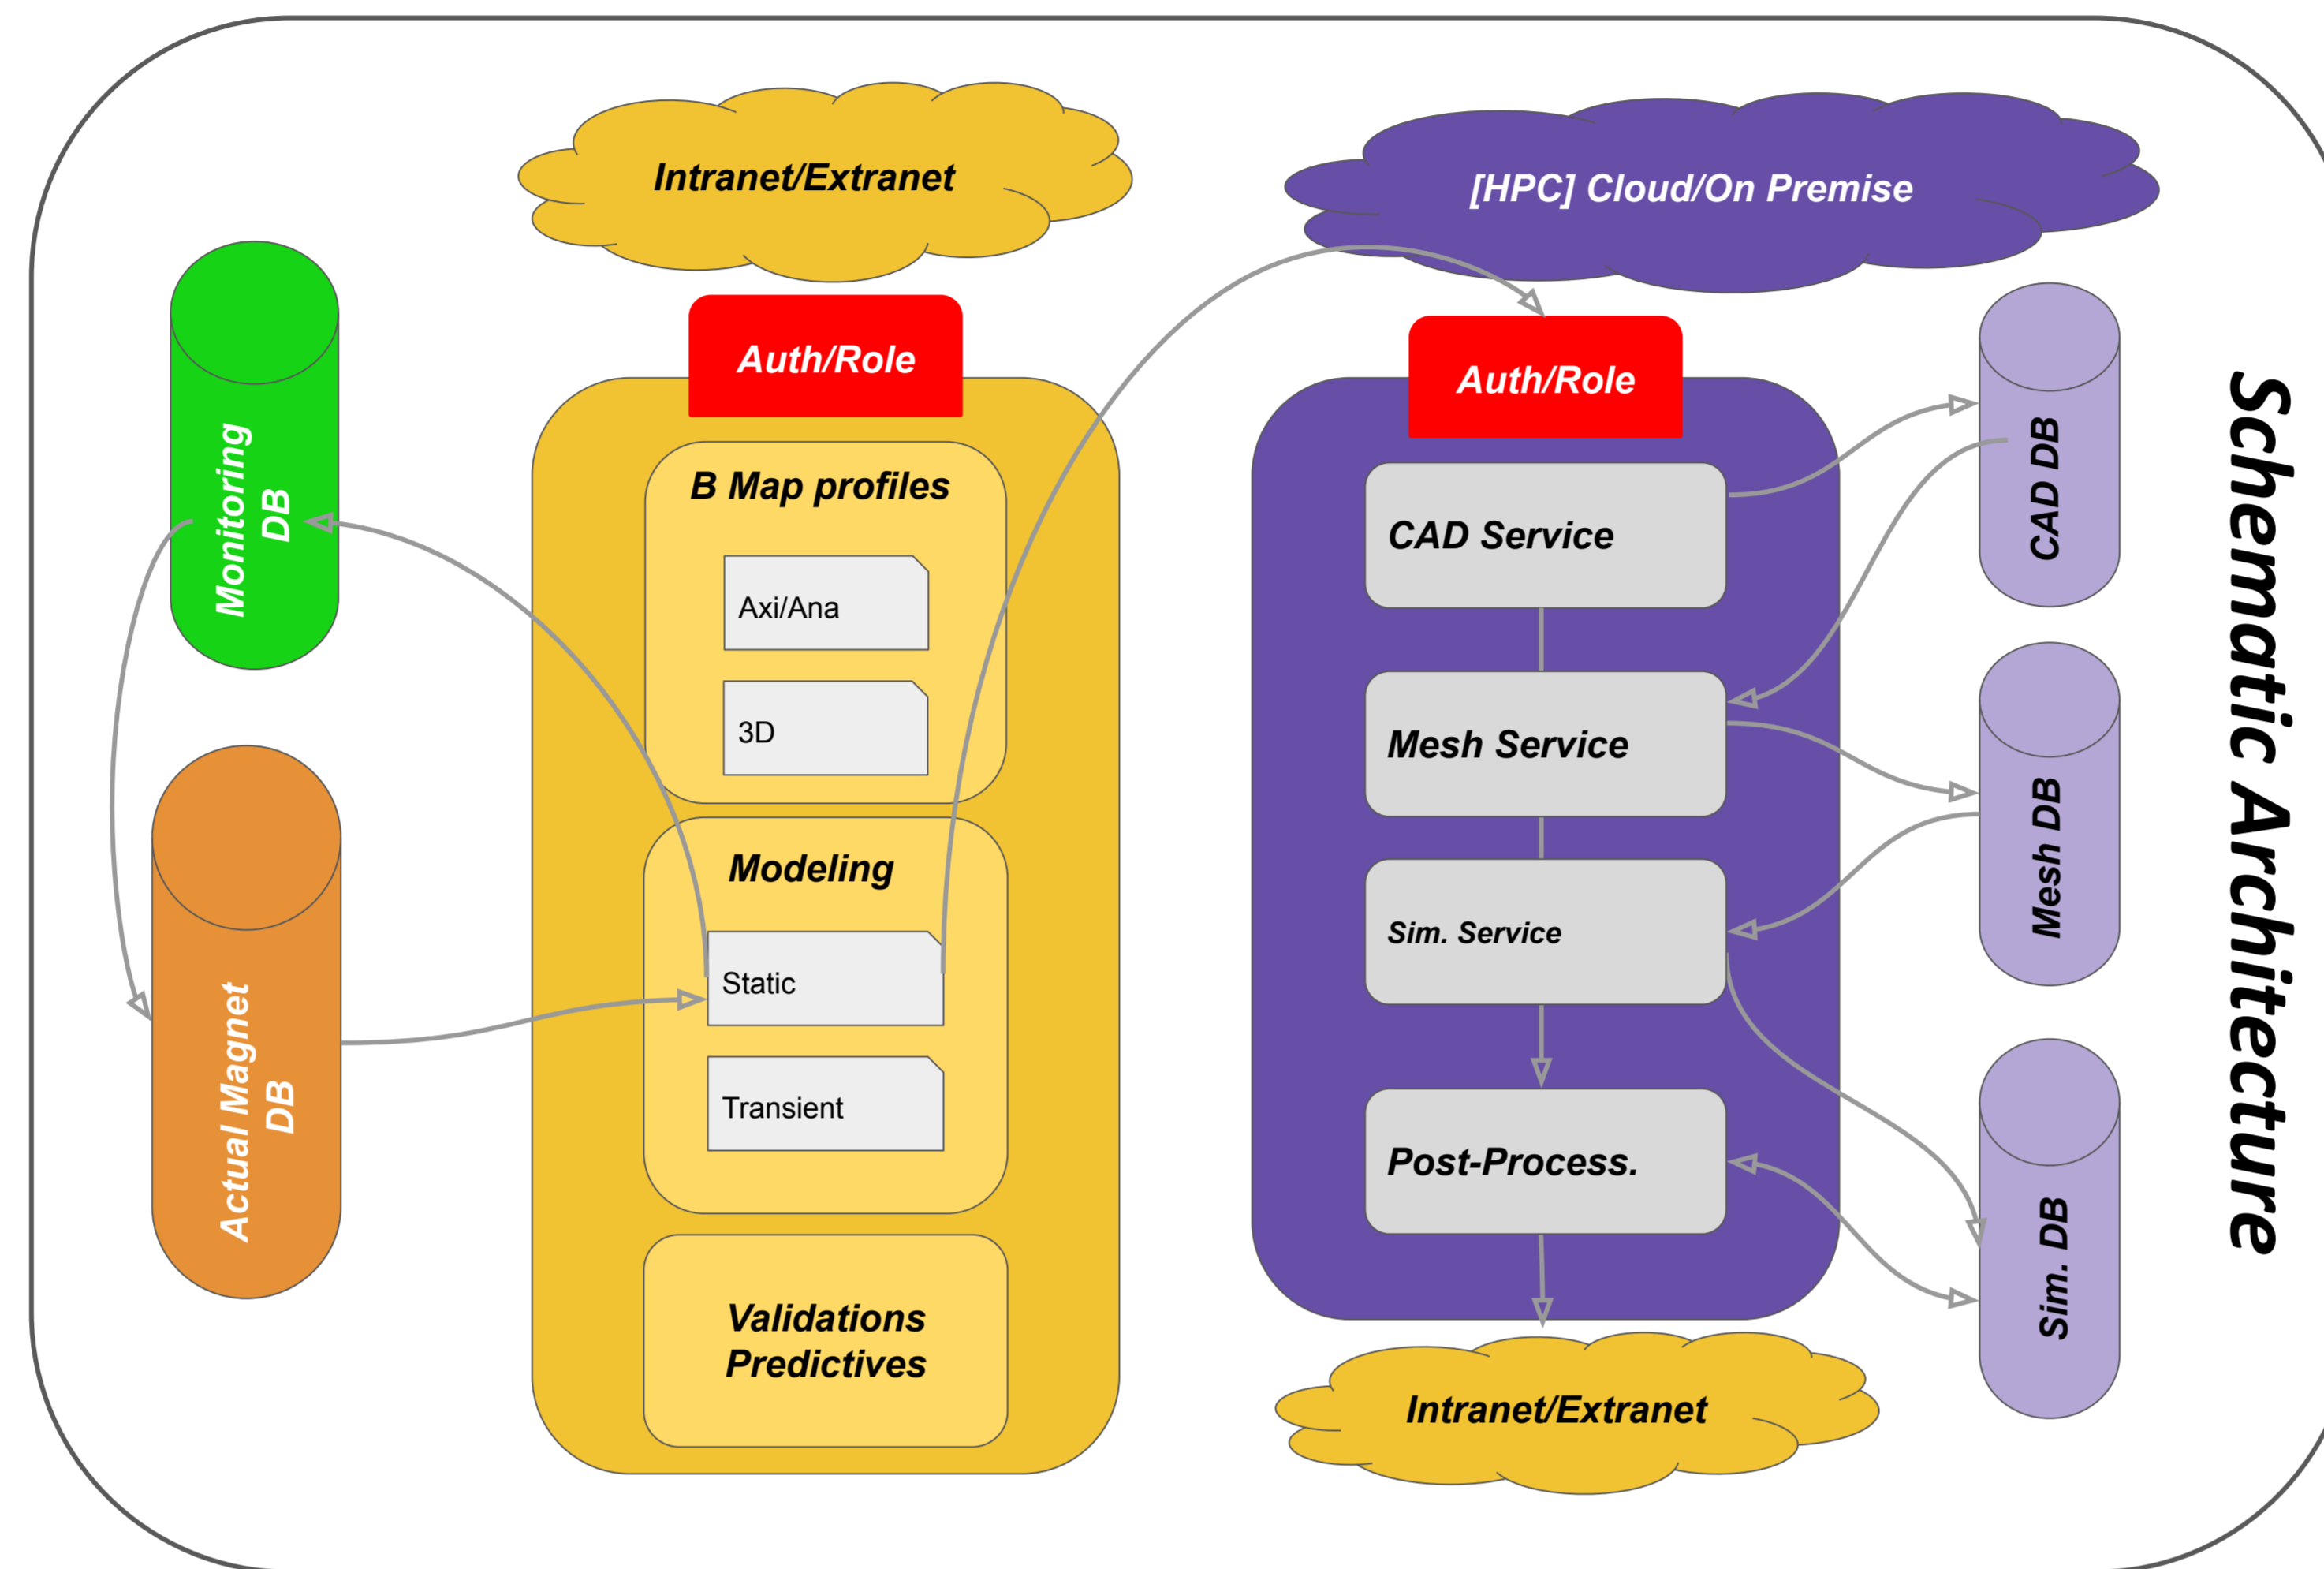 Intranet/Extranet
[HPC] Cloud/On Premise
Monitoring
DB
Actual Magnet
DB
Auth/Role
B Map profiles
Axi/Ana
3D
Modeling
Static
Transient
Validations
Predictives
Auth/Role
CAD Service
Mesh Service
Sim. Service
Post-Process.
Intranet/Extranet
CAD DB
Mesh DB
Sim. DB
Schematic Architecture